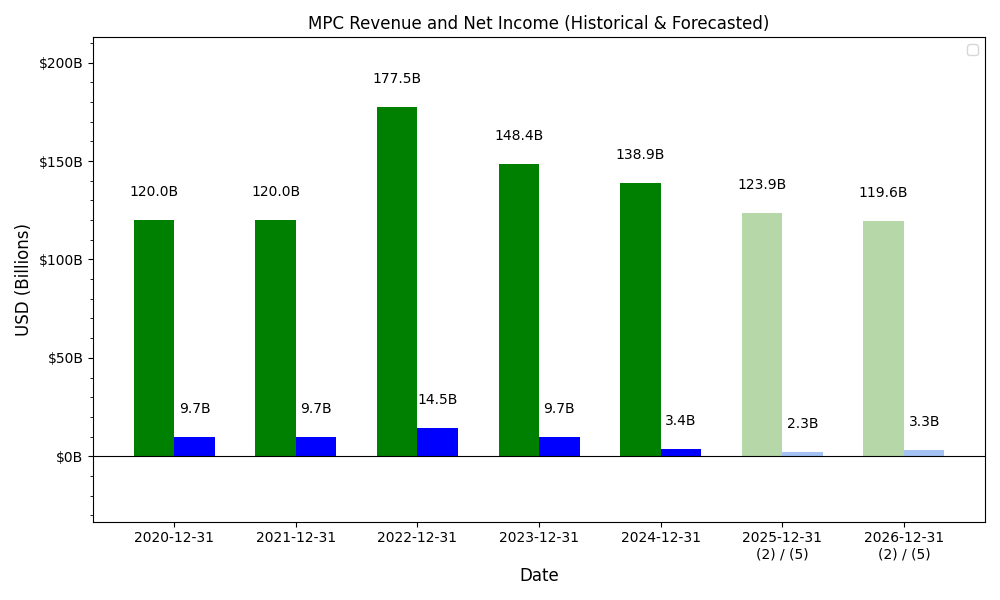 MPC Revenue and Net Income (Historical & Forecasted)
$200B
$150B
$100B
$50B
$0B
USD (Billions)
120.0B
9.7B
120.0B
9.7B
177.5B
14.5B
148.4B
9.7B
138.9B
3.4B
123.9B
2.3B
119.6B
3.3B
2020-12-31
2021-12-31
2022-12-31
2023-12-31
2024-12-31
2025-12-31
(2) / (5)
2026-12-31
(2) / (5)
Date